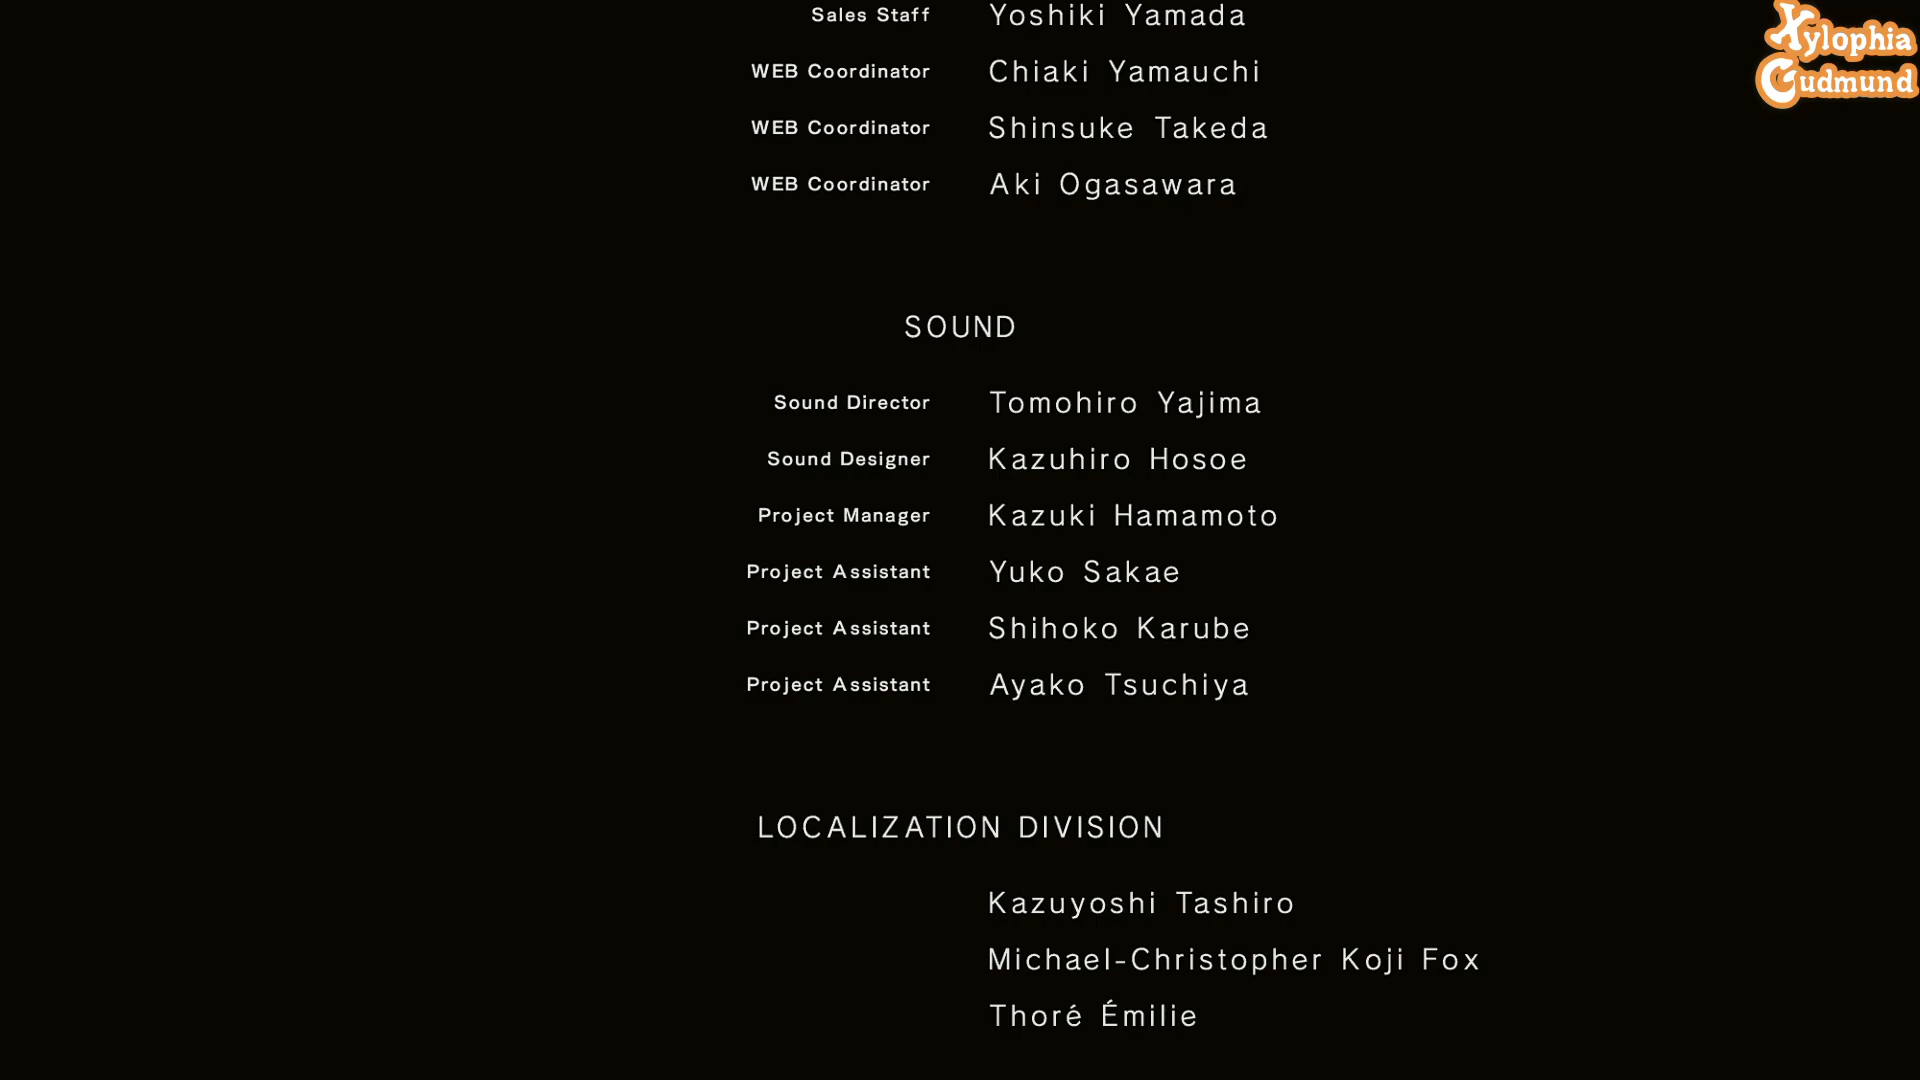 Sales Staff Yoshiki Yamada
Xylophia
Gudmund
WEB Coordinator Chiaki Yamauchi
WEB Coordinator Shinsuke Takeda
WEB Coordinator Aki Ogasawara
SOUND
Sound Director Tomohiro Yajima
Sound Designer Kazuhiro Hosoe
Project Manager Kazuki Hamamoto
Project Assistant Yuko Sakae
Project Assistant Shihoko Karube
Project Assistant Ayako Tsuchiya
LOCALIZATION DIVISION
Kazuyoshi Tashiro
Michael-Christopher Koji Fox
Thoré Émilie